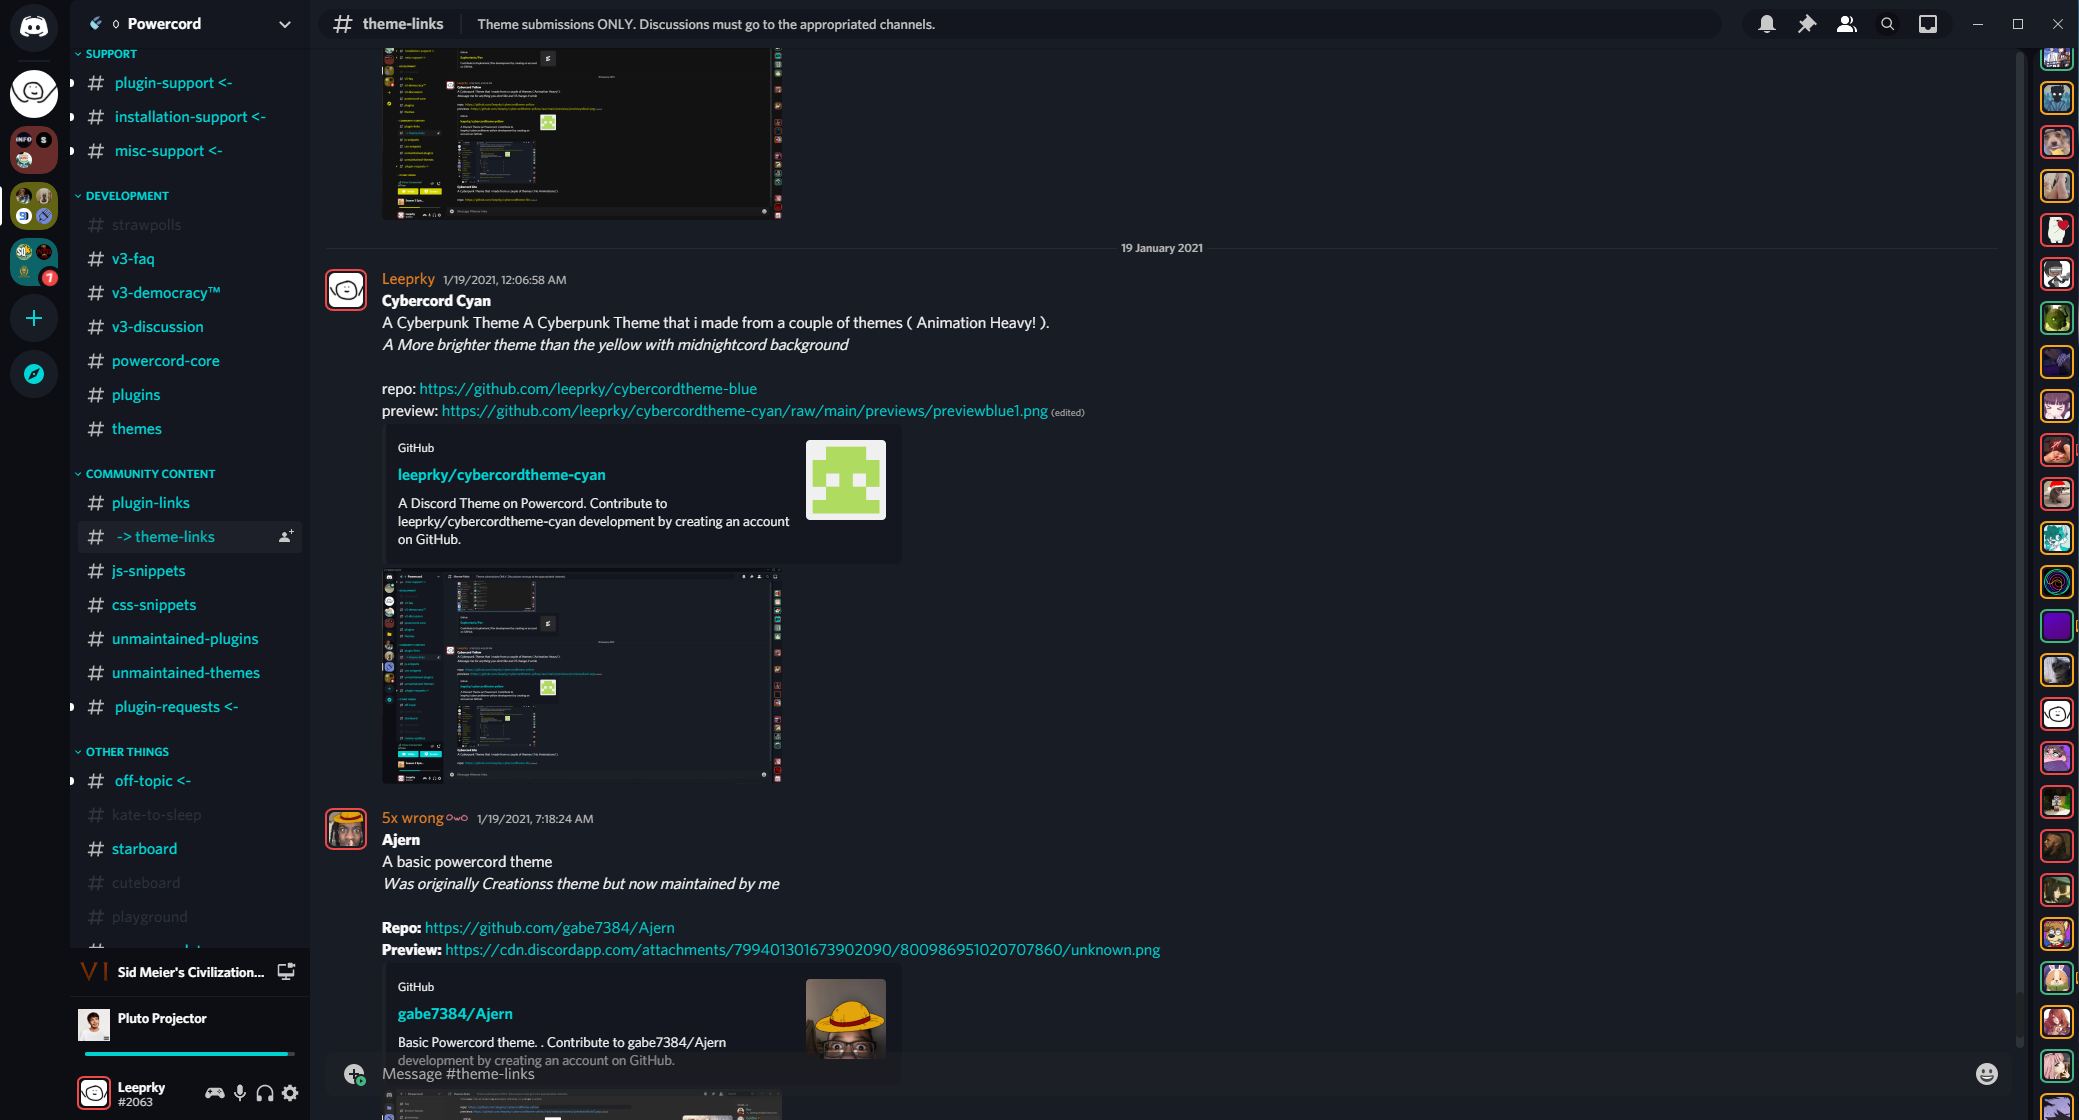 Powercord
SUPPORT
plugin-support <-
installation-support <-
misc-support <-
DEVELOPMENT
strawpolls
v3-faq
v3-democracy™
v3-discussion
powercord-core
plugins
themes
COMMUNITY CONTENT
plugin-links
-> theme-links
js-snippets
css-snippets
unmaintained-plugins
unmaintained-themes
plugin-requests <-
OTHER THINGS
off-topic <-
kate-to-sleep
starboard
cuteboard
playground
INFO $
7
VI Sid Meier's Civilization...
Pluto Projector
Leeprky
#2063
# theme-links
Theme submissions ONLY. Discussions must go to the appropriated channels.
19 January 2021
Leeprky 1/19/2021, 12:06:58 AM
Cybercord Cyan
A Cyberpunk Theme A Cyberpunk Theme that i made from a couple of themes ( Animation Heavy! ).
A More brighter theme than the yellow with midnightcord background
repo: https://github.com/leeprky/cybercordtheme-blue
preview: https://github.com/leeprky/cybercordtheme-cyan/raw/main/previews/previewblue1.png (edited)
GitHub
leeprky/cybercordtheme-cyan
A Discord Theme on Powercord. Contribute to
leeprky/cybercordtheme-cyan development by creating an account
on GitHub.
5x wrong OwO 1/19/2021, 7:18:24 AM
Ajern
A basic powercord theme
Was originally Creationss theme but now maintained by me
Repo: https://github.com/gabe7384/Ajern
Preview: https://cdn.discordapp.com/attachments/799401301673902090/800986951020707860/unknown.png
GitHub
gabe7384/Ajern
Basic Powercord theme. . Contribute to gabe7384/Ajern
development by creating an account on GitHub.
Message #theme-links